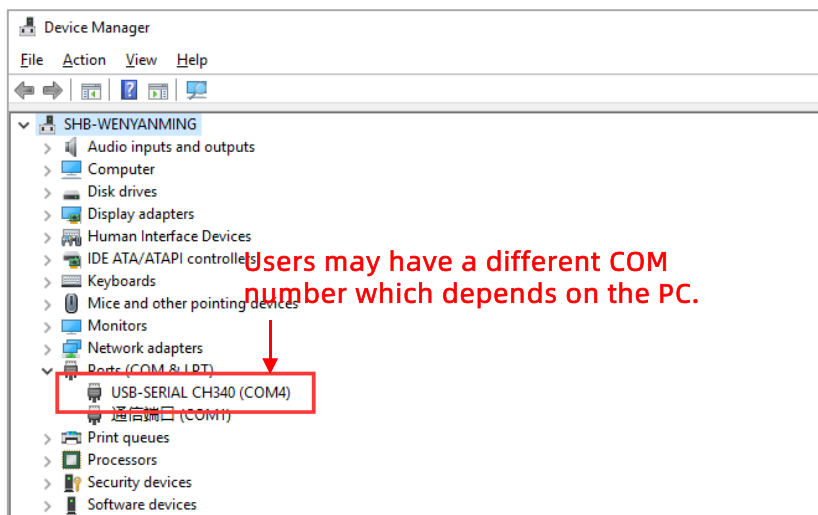 Device Manager
File Action View Help
SHB-WENYANMING
Audio inputs and outputs
Computer
Disk drives
Display adapters
Human Interface Devices
IDE ATA/ATAPI controllers
Users may have a different COM
number which depends on the PC.
Keyboards
Mice and other pointing devices
Monitors
Network adapters
Ports (COM & LPT)
USB-SERIAL CH340 (COM4)
通信端口 (COM1)
Print queues
Processors
Security devices
Software devices